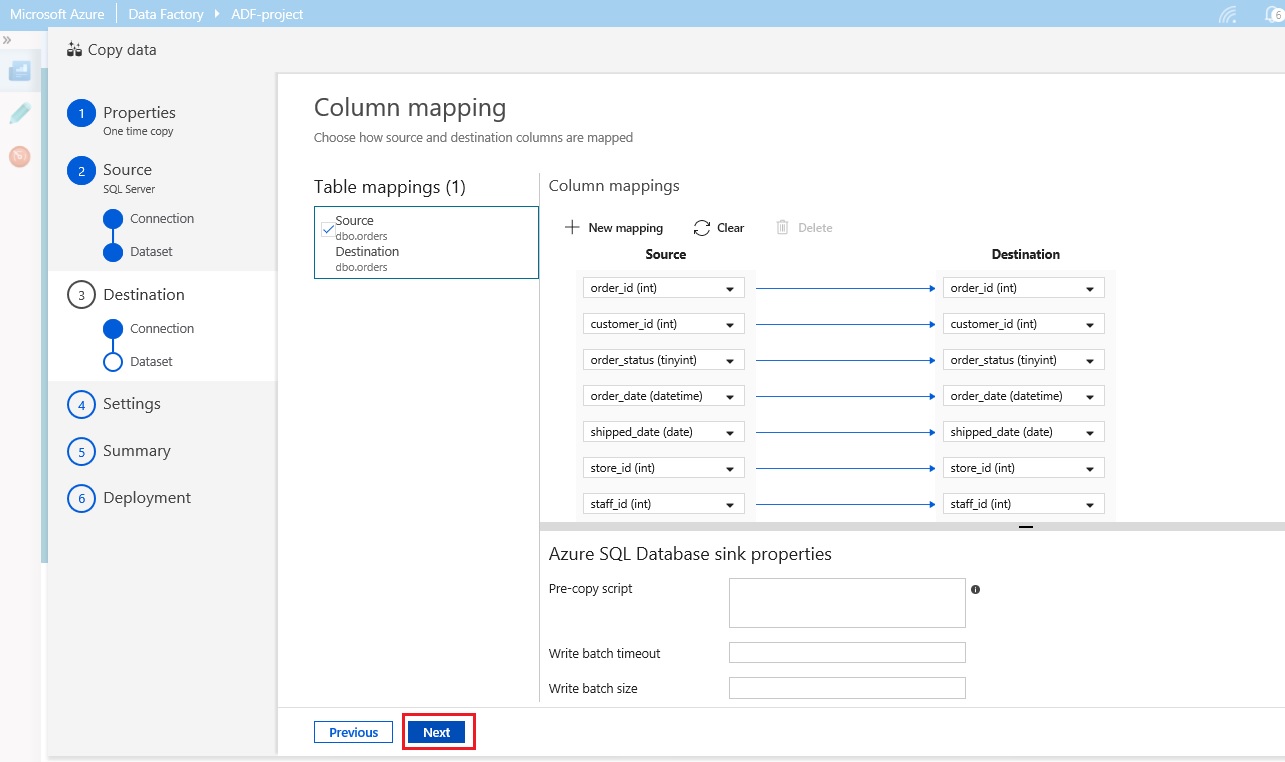 Microsoft Azure Data Factory ADF-project 6
»
Copy data
1 Properties
One time copy
2 Source
SQL Server
Connection
Dataset
3 Destination
Connection
Dataset
4 Settings
5 Summary
6 Deployment
Column mapping
Choose how source and destination columns are mapped
Table mappings (1)
Source
dbo.orders
Destination
dbo.orders
Column mappings
New mapping Clear Delete
Source Destination
order_id (int) order_id (int)
customer_id (int) customer_id (int)
order_status (tinyint) order_status (tinyint)
order_date (datetime) order_date (datetime)
shipped_date (date) shipped_date (date)
store_id (int) store_id (int)
staff_id (int) staff_id (int)
Azure SQL Database sink properties
Pre-copy script
Write batch timeout
Write batch size
Previous Next